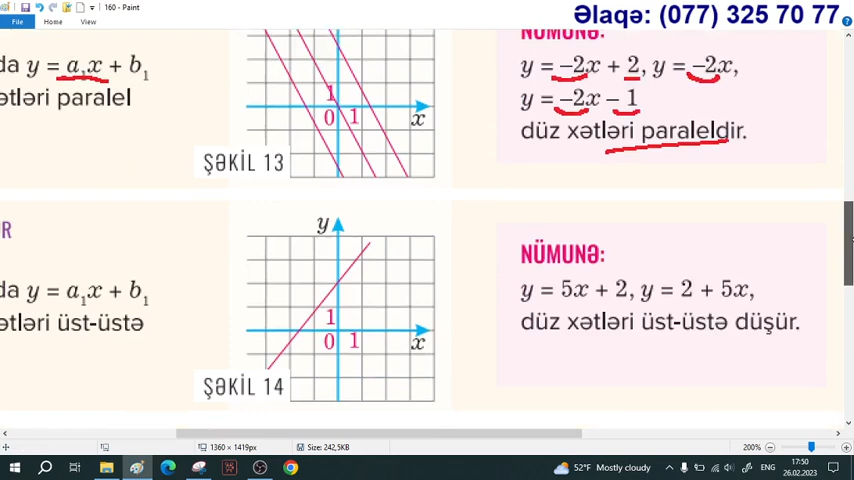 160 - Paint
Əlaqə: (077) 325 70 77
File
Home
View
NÜMUNƏ:
da y = a₁x + b₁
ətləri paralel
1
0 1
x
ŞƏKİL 13
y = −2x + 2, y = −2x,
y = −2x − 1
düz xətləri paraleldir.
R
da y = a₁x + b₁
ətləri üst-üstə
y
1
0 1
x
ŞƏKİL 14
NÜMUNƏ:
y = 5x + 2, y = 2 + 5x,
düz xətləri üst-üstə düşür.
1360 × 1419px
Size: 242,5KB
200%
52°F Mostly cloudy
ENG
17:50
26.02.2023